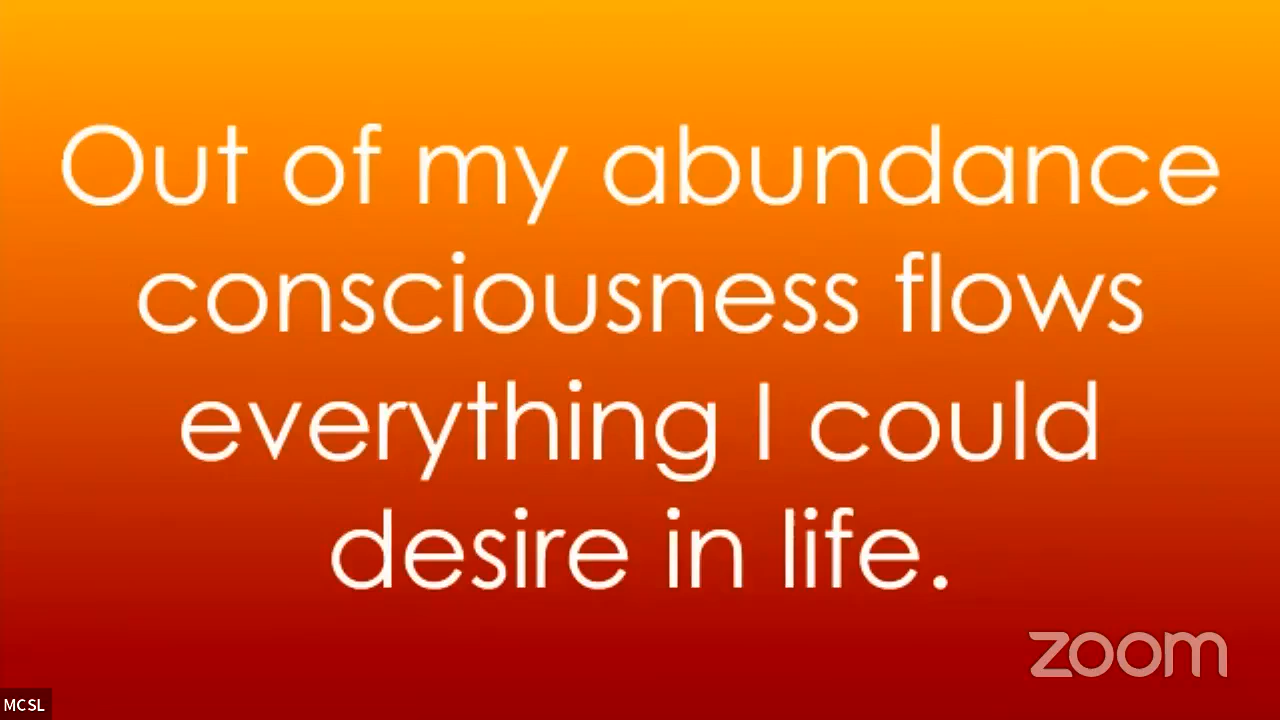 Out of my abundance
consciousness flows
everything I could
desire in life.
zoom
MCSL